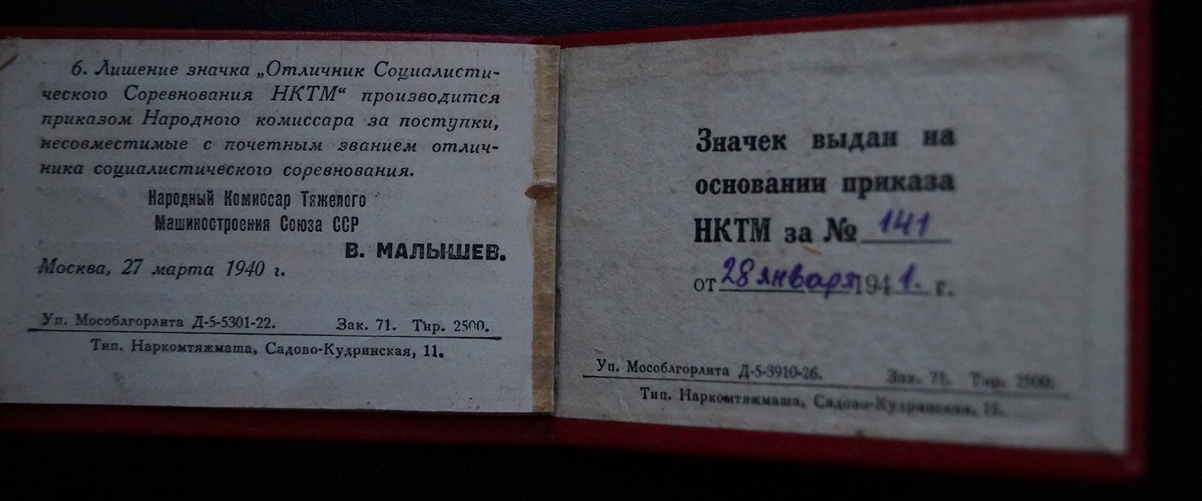 6. Лишение значка „Отличник Социалисти-
ческого Соревнования НКТМ“ производится
приказом Народного комиссара за поступки,
несовместимые с почетным званием отлич-
ника социалистического соревнования.
Народный Комиссар Тяжелого
Машиностроения Союза ССР
В. МАЛЫШЕВ.
Москва, 27 марта 1940 г.
Уп. Мособлгорлита Д-5-5301-22. Зак. 71. Тир. 2500.
Тип. Наркомтяжмаша, Садово-Кудринская, 11.
Значек выдан на
основании приказа
НКТМ за № 141
от 28 января 1941. г.
Уп. Мособлгорлита Д-5-3910-26. Зак. 71. Тир. 2500.
Тип. Наркомтяжмаша, Садово-Кудринская, 11.